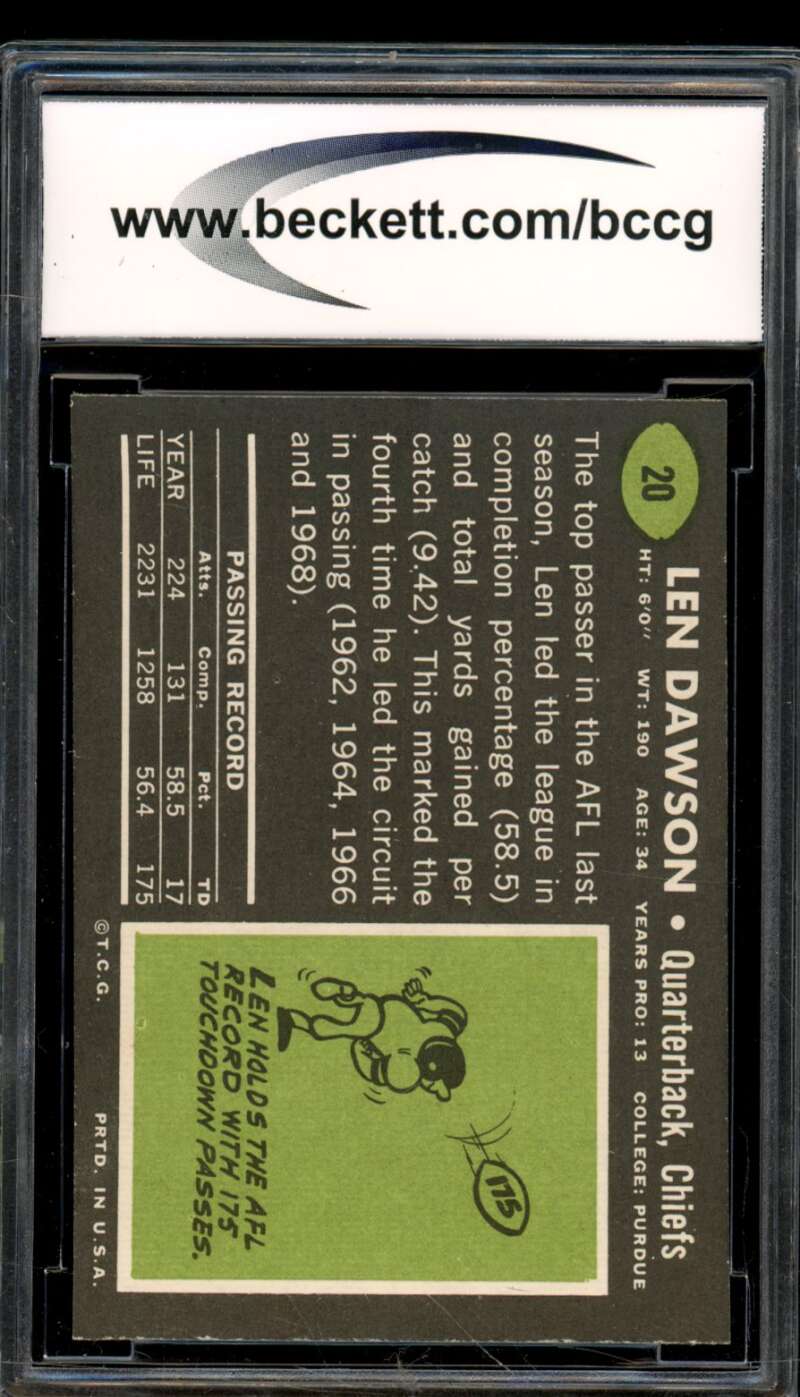 www.beckett.com/bccg
20
LEN DAWSON • Quarterback, Chiefs
HT: 6'0" WT: 190 AGE: 34 YEARS PRO: 13 COLLEGE: PURDUE
The top passer in the AFL last
season, Len led the league in
completion percentage (58.5)
and total yards gained per
catch (9.42). This marked the
fourth time he led the circuit
in passing (1962, 1964, 1966
and 1968).
PASSING RECORD
Atts. Comp. Pct. TD
YEAR 224 131 58.5 17
LIFE 2231 1258 56.4 175
175
LEN HOLDS THE AFL
RECORD WITH 175
TOUCHDOWN PASSES.
©T.C.G. PRTD. IN U.S.A.